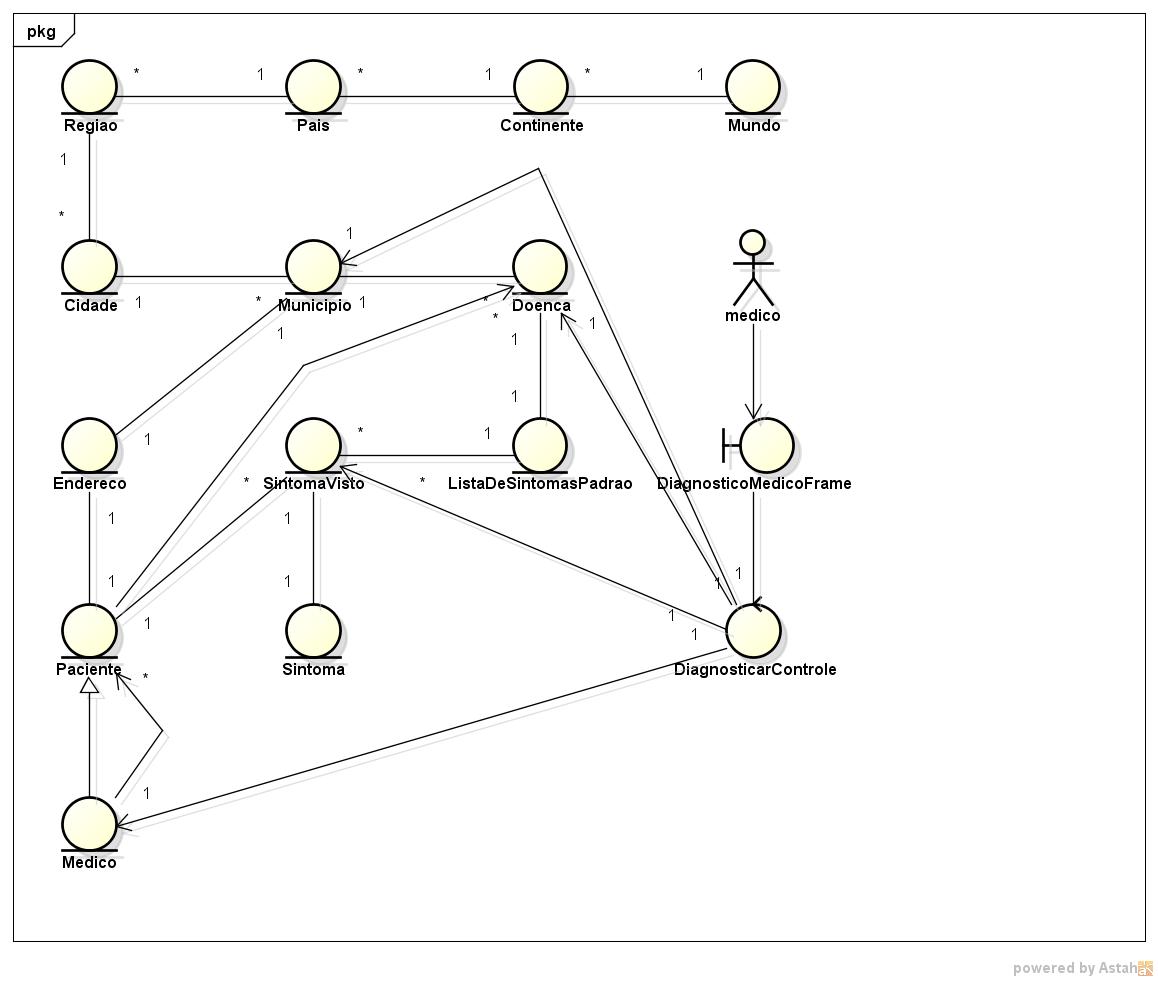 pkg
* 1 * 1 * 1
Regiao Pais Continente Mundo
1
*
1
Cidade Municipio Doenca
1 * 1 *
medico
* 1
1 1
1
1 * 1
Endereco SintomaVisto ListaDeSintomasPadrao DiagnosticoMedicoFrame
* *
1 1
1 1 1 1
1 1 1
Paciente Sintoma DiagnosticarControle
*
1
Medico
powered by Astah